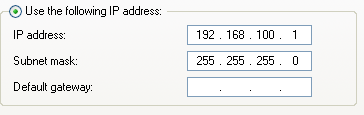 Use the following IP address:
IP address: 192 . 168 . 100 . 1
Subnet mask: 255 . 255 . 255 . 0
Default gateway: . . .